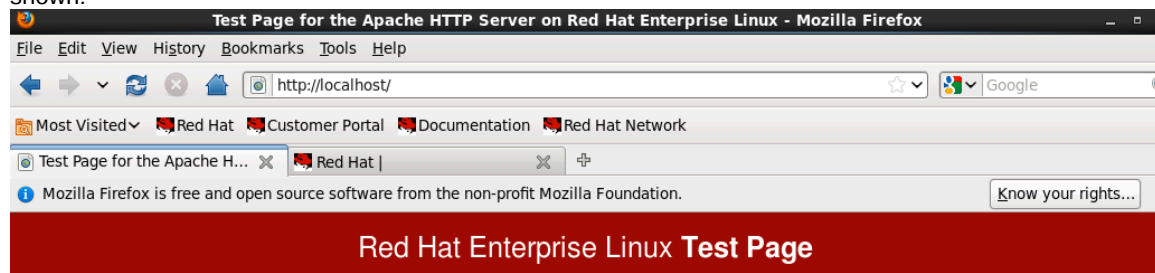 shown.
Test Page for the Apache HTTP Server on Red Hat Enterprise Linux - Mozilla Firefox
File Edit View History Bookmarks Tools Help
http://localhost/ Google
Most Visited Red Hat Customer Portal Documentation Red Hat Network
Test Page for the Apache H... Red Hat |
Mozilla Firefox is free and open source software from the non-profit Mozilla Foundation. Know your rights...
Red Hat Enterprise Linux Test Page